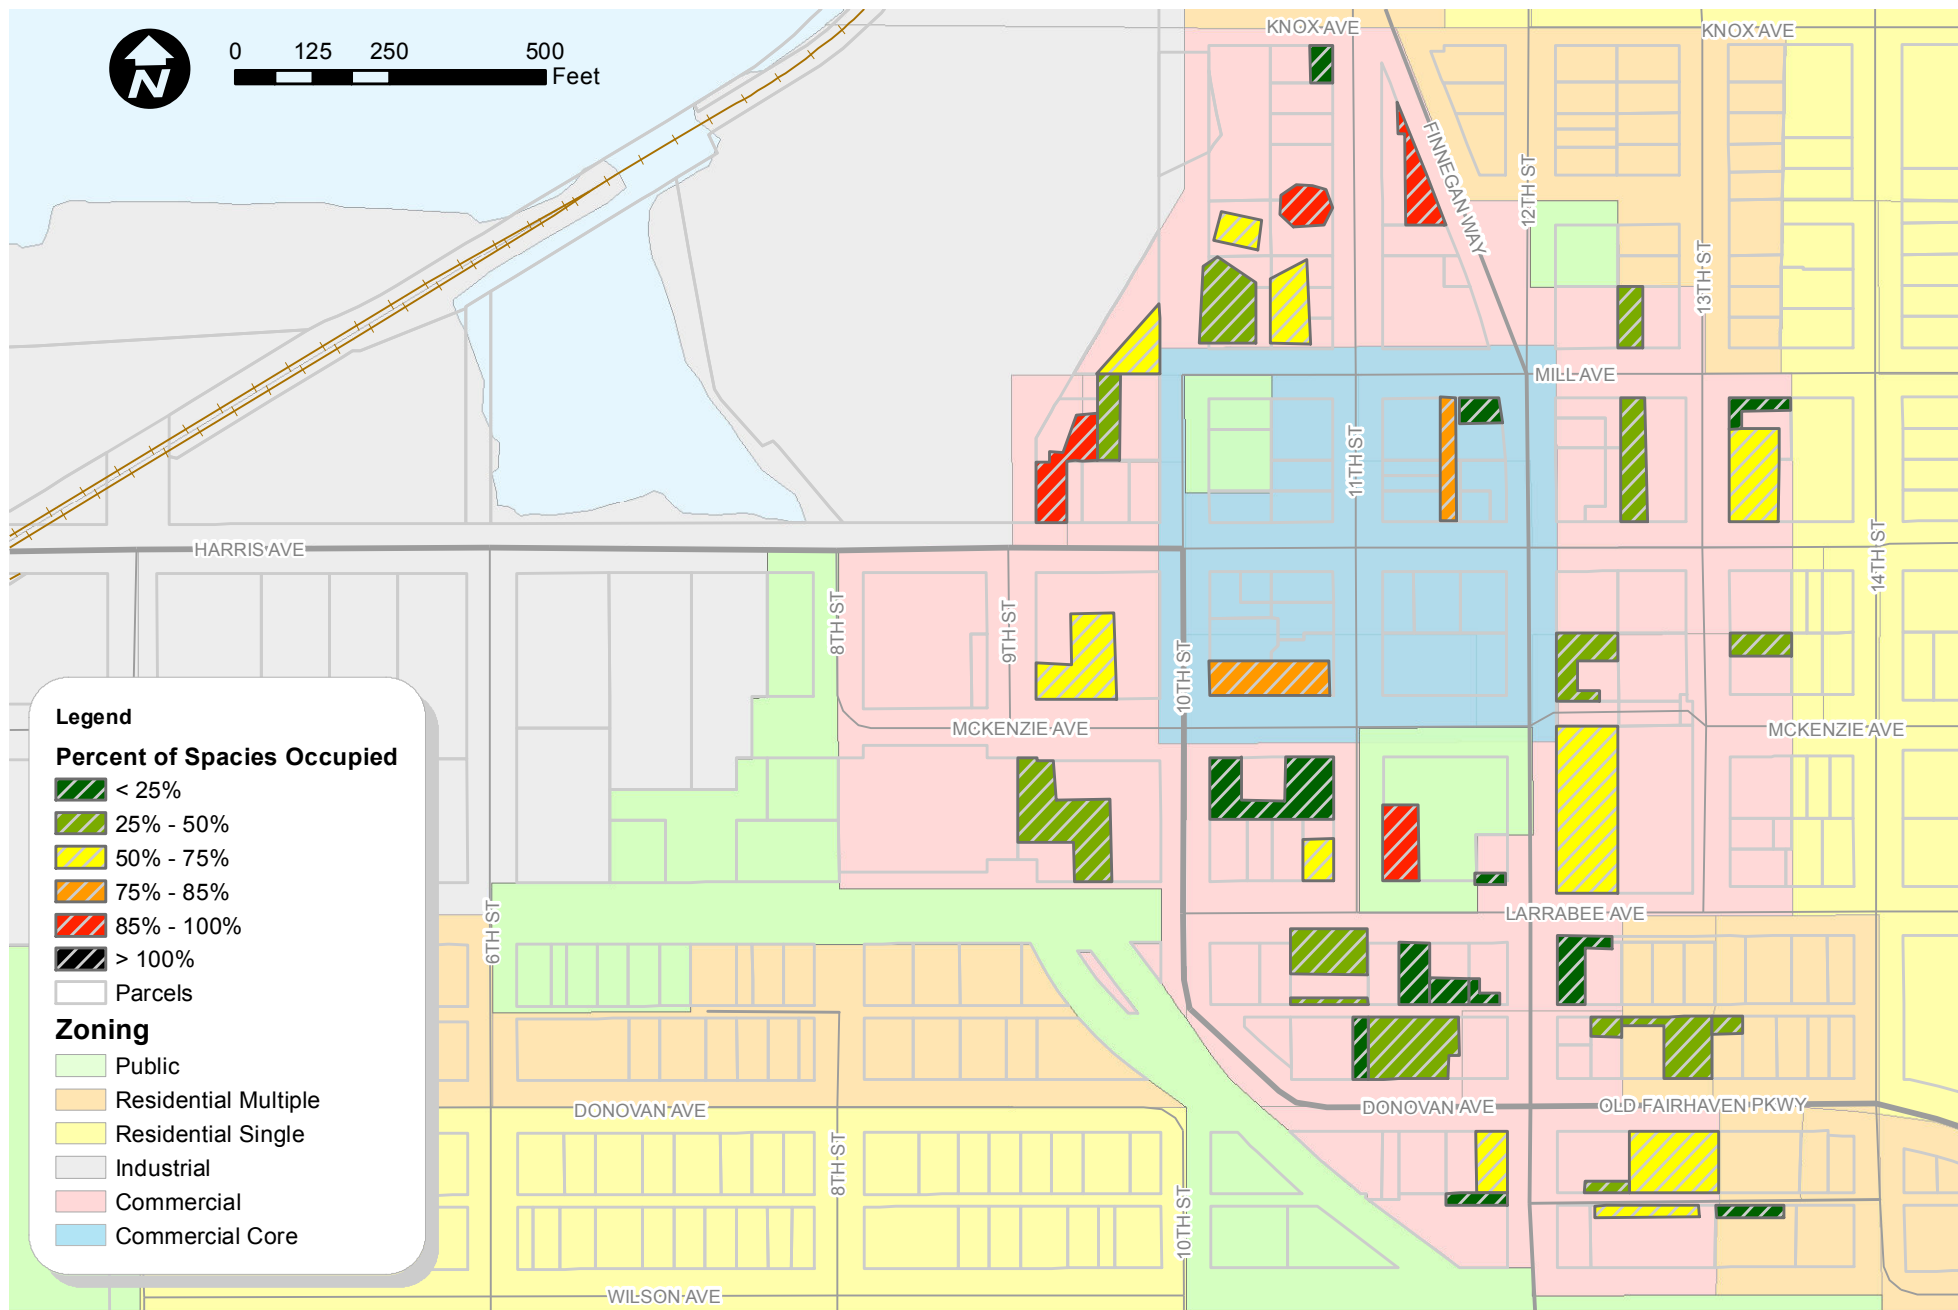 KNOX AVE
KNOX AVE
0 125 250 500
Feet
N
FINNEGAN WAY
12TH ST
13TH ST
MILL AVE
11TH ST
14TH ST
HARRIS AVE
8TH ST
9TH ST
10TH ST
MCKENZIE AVE
MCKENZIE AVE
Legend
Percent of Spacies Occupied
< 25%
25% - 50%
50% - 75%
75% - 85%
85% - 100%
> 100%
Parcels
Zoning
Public
Residential Multiple
Residential Single
Industrial
Commercial
Commercial Core
6TH ST
LARRABEE AVE
DONOVAN AVE
DONOVAN AVE
OLD FAIRHAVEN PKWY
8TH ST
10TH ST
WILSON AVE